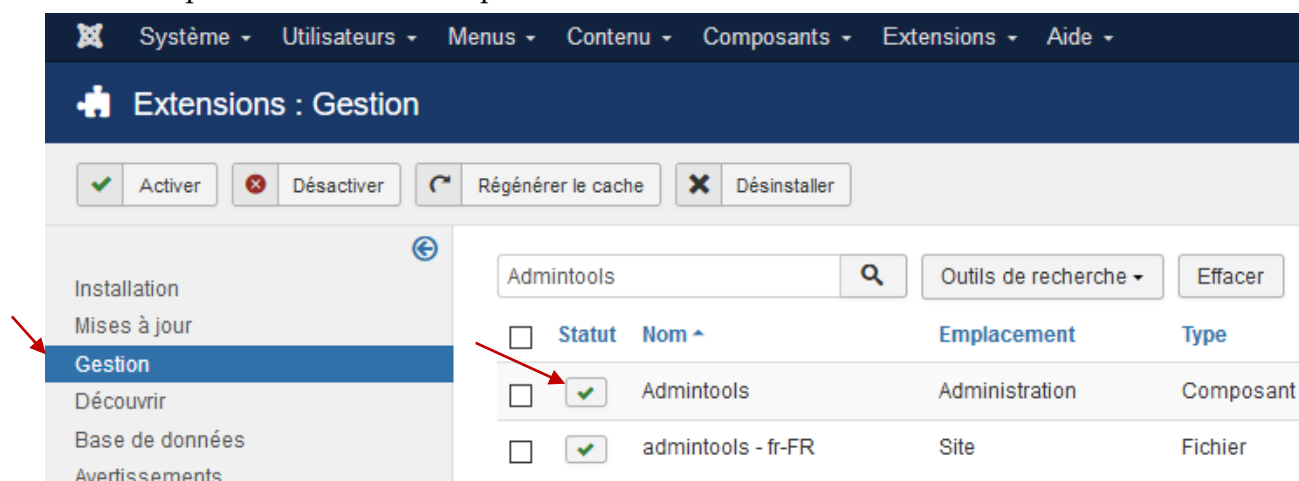 Système Utilisateurs Menus Contenu Composants Extensions Aide
Extensions : Gestion
Activer Désactiver Régénérer le cache Désinstaller
Installation
Mises à jour
Gestion
Découvrir
Base de données
Avertissements
Admintools Outils de recherche Effacer
Statut Nom Emplacement Type
Admintools Administration Composant
admintools - fr-FR Site Fichier